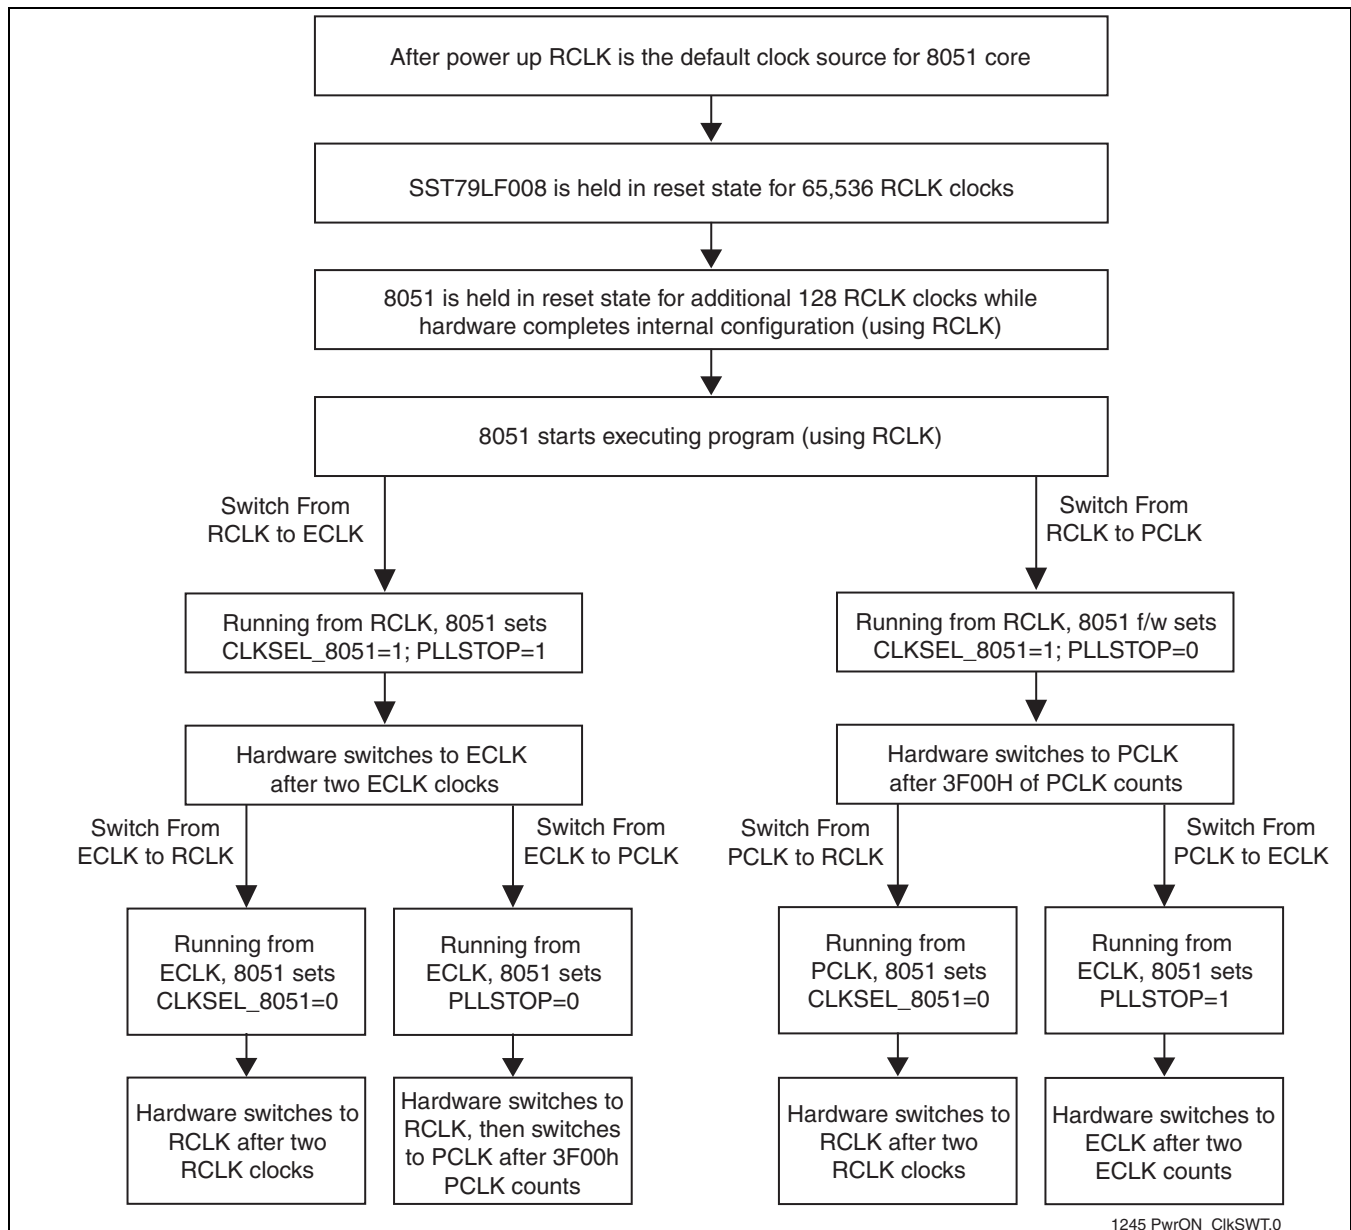 After power up RCLK is the default clock source for 8051 core
SST79LF008 is held in reset state for 65,536 RCLK clocks
8051 is held in reset state for additional 128 RCLK clocks while
hardware completes internal configuration (using RCLK)
8051 starts executing program (using RCLK)
Switch From
RCLK to ECLK
Switch From
RCLK to PCLK
Running from RCLK, 8051 sets
CLKSEL_8051=1; PLLSTOP=1
Running from RCLK, 8051 f/w sets
CLKSEL_8051=1; PLLSTOP=0
Hardware switches to ECLK
after two ECLK clocks
Hardware switches to PCLK
after 3F00H of PCLK counts
Switch From
ECLK to RCLK
Switch From
ECLK to PCLK
Switch From
PCLK to RCLK
Switch From
PCLK to ECLK
Running from
ECLK, 8051 sets
CLKSEL_8051=0
Running from
ECLK, 8051 sets
PLLSTOP=0
Running from
PCLK, 8051 sets
CLKSEL_8051=0
Running from
ECLK, 8051 sets
PLLSTOP=1
Hardware switches to
RCLK after two
RCLK clocks
Hardware switches to
RCLK, then switches
to PCLK after 3F00h
PCLK counts
Hardware switches to
RCLK after two
RCLK clocks
Hardware switches to
ECLK after two
ECLK counts
1245 PwrON_ClkSWT.0